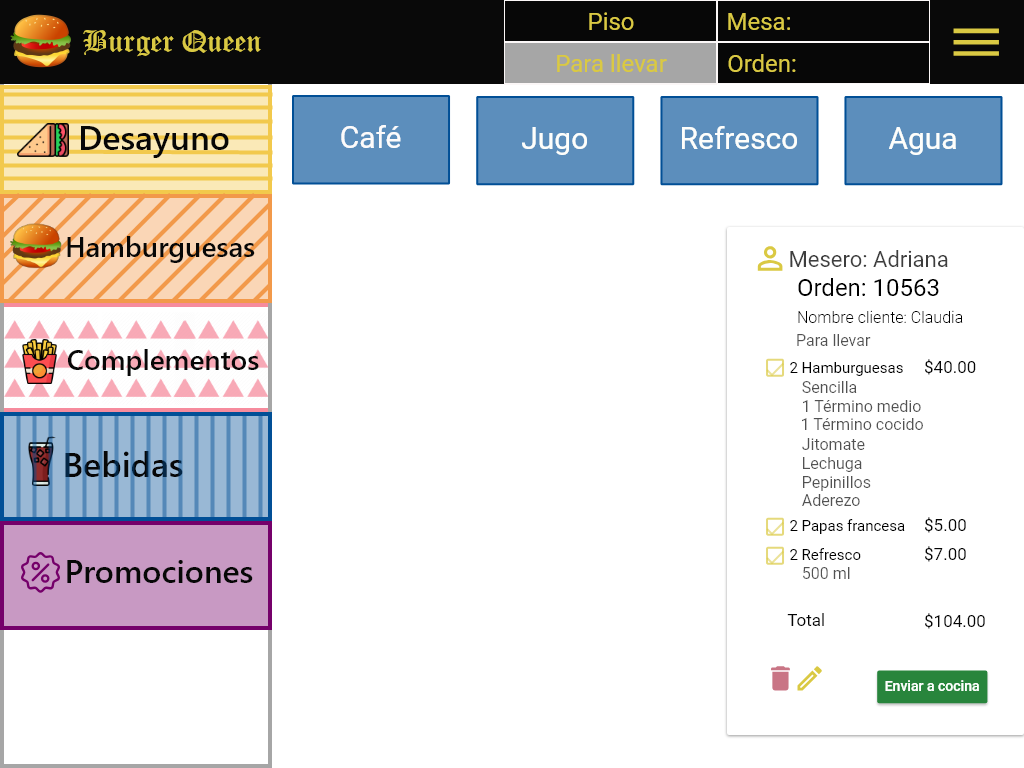 Burger Queen
Piso
Mesa:
Para llevar
Orden:
Desayuno
Hamburguesas
Complementos
Bebidas
Promociones
Café
Jugo
Refresco
Agua
Mesero: Adriana
Orden: 10563
Nombre cliente: Claudia
Para llevar
2 Hamburguesas $40.00
Sencilla
1 Término medio
1 Término cocido
Jitomate
Lechuga
Pepinillos
Aderezo
2 Papas francesa $5.00
2 Refresco $7.00
500 ml
Total $104.00
Enviar a cocina